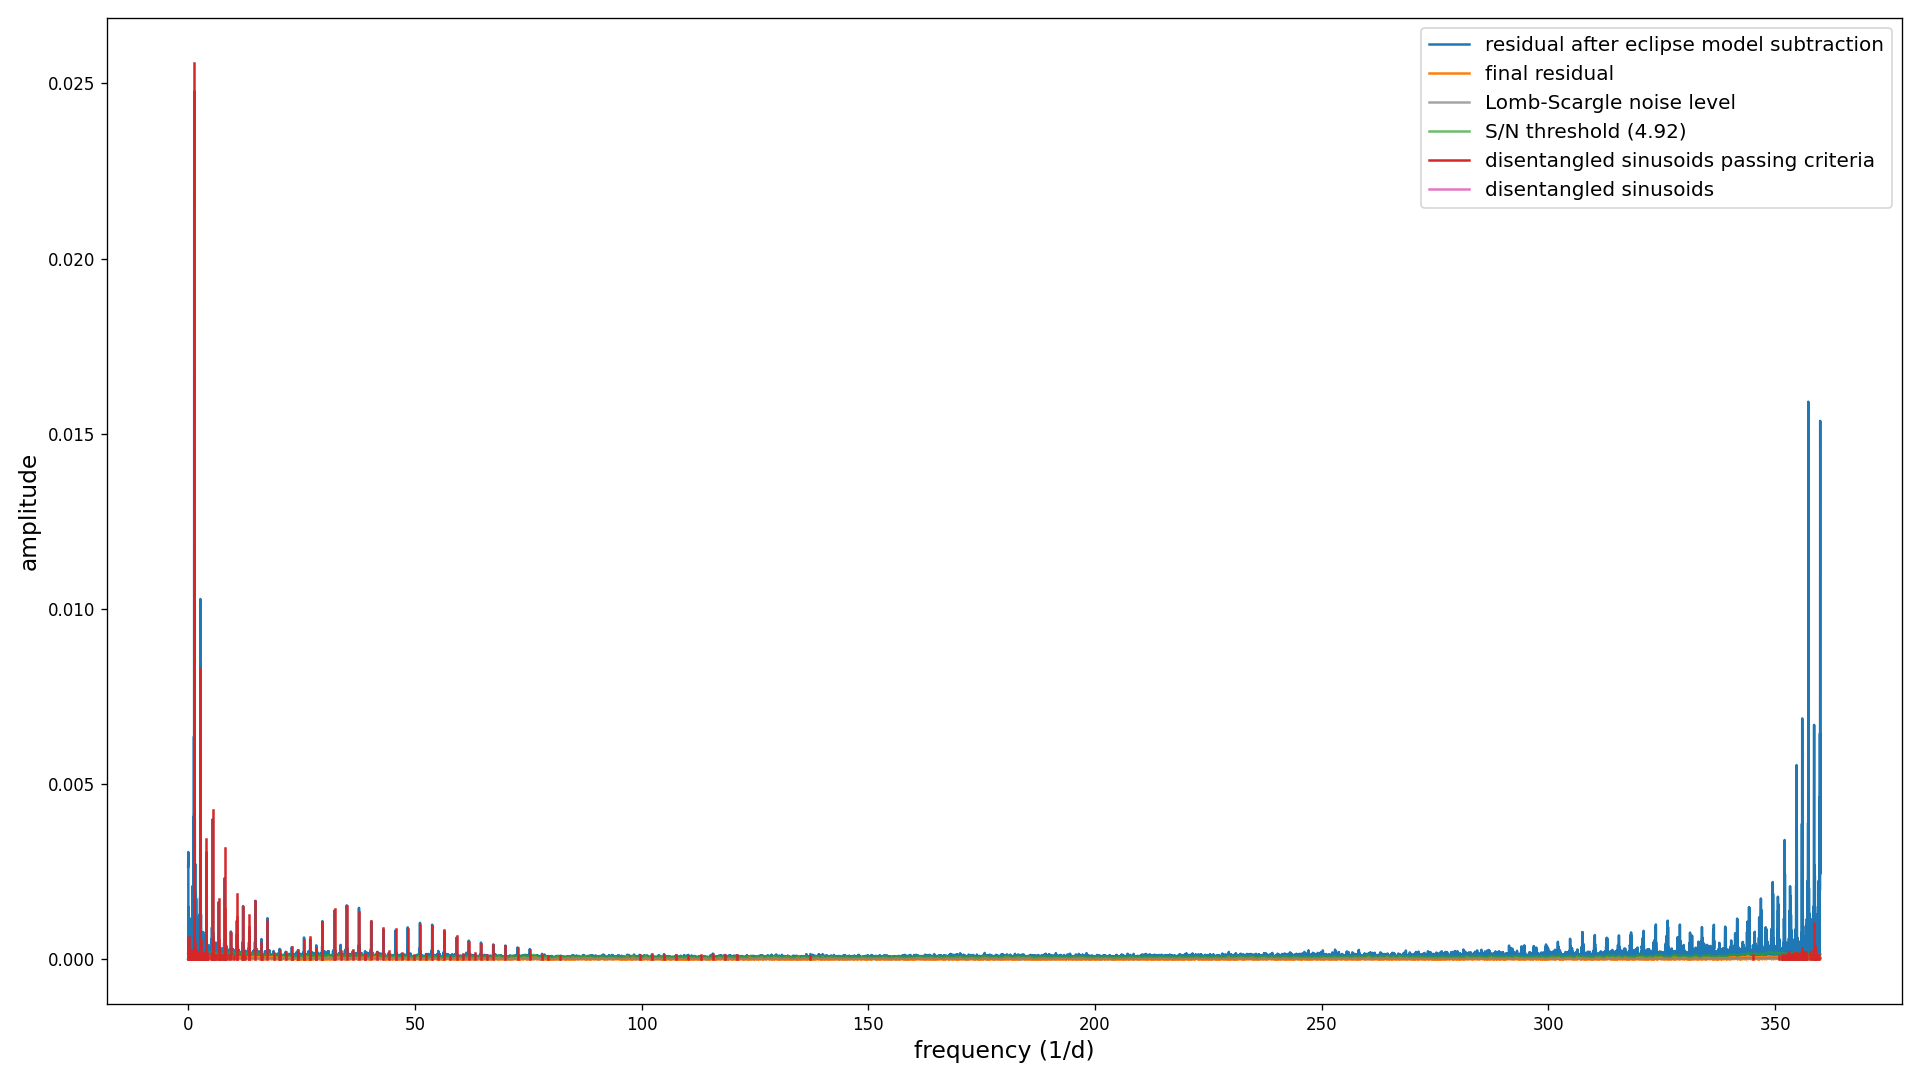 residual after eclipse model subtraction
final residual
Lomb-Scargle noise level
S/N threshold (4.92)
disentangled sinusoids passing criteria
disentangled sinusoids
amplitude
0.025
0.020
0.015
0.010
0.005
0.000
0 50 100 150 200 250 300 350
frequency (1/d)